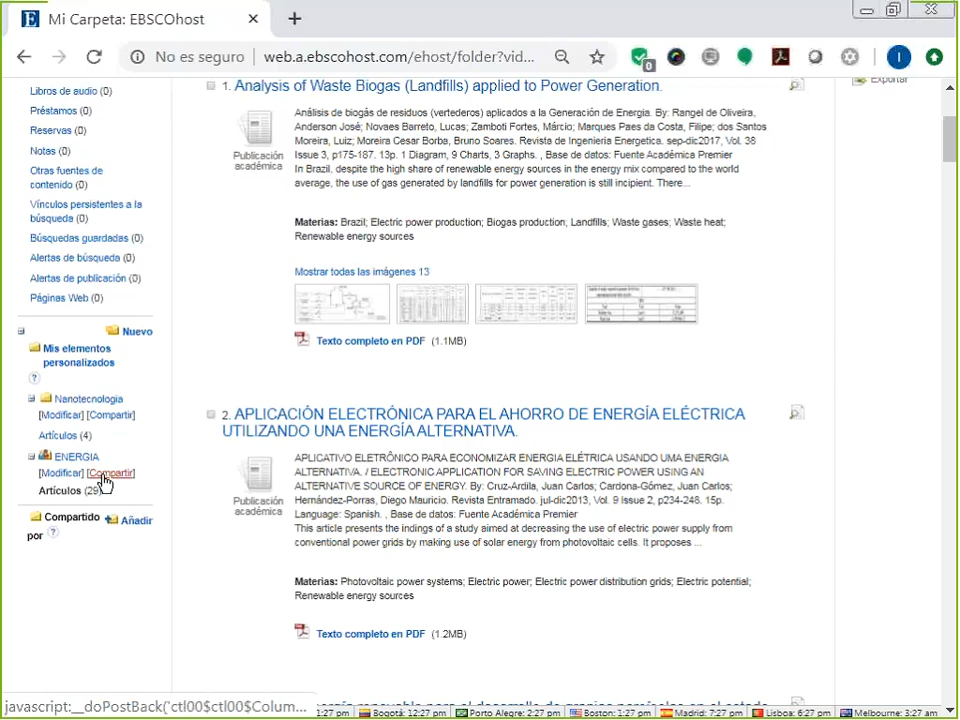 Mi Carpeta: EBSCOhost
No es seguro
web.a.ebscohost.com/ehost/folder?vid...
0
I
Libros de audio (0)
Préstamos (0)
Reservas (0)
Notas (0)
Otras fuentes de
contenido (0)
Vínculos persistentes a la
búsqueda (0)
Búsquedas guardadas (0)
Alertas de búsqueda (0)
Alertas de publicación (0)
Páginas Web (0)
Nuevo
Mis elementos
personalizados
?
Nanotecnologia
[Modificar] [Compartir]
Artículos (4)
ENERGIA
[Modificar] [Compartir]
Artículos (29)
Compartido
por ?
Añadir
1. Analysis of Waste Biogas (Landfills) applied to Power Generation.
Publicación
académica
Análisis de biogás de residuos (vertederos) aplicados a la Generación de Energia. By: Rangel de Oliveira,
Anderson José; Novaes Barreto, Lucas; Zamboti Fortes, Márcio; Marques Paes da Costa, Filipe; dos Santos
Moreira, Luiz; Moreira Cesar Borba, Bruno Soares. Revista de Ingenieria Energetica. sep-dic2017, Vol. 38
Issue 3, p175-187. 13p. 1 Diagram, 9 Charts, 3 Graphs. , Base de datos: Fuente Académica Premier
In Brazil, despite the high share of renewable energy sources in the energy mix compared to the world
average, the use of gas generated by landfills for power generation is still incipient. There...
Materias: Brazil; Electric power production; Biogas production; Landfills; Waste gases; Waste heat;
Renewable energy sources
Mostrar todas las imágenes 13
Texto completo en PDF (1.1MB)
2. APLICACIÓN ELECTRÓNICA PARA EL AHORRO DE ENERGÍA ELÉCTRICA
UTILIZANDO UNA ENERGÍA ALTERNATIVA.
Publicación
académica
APLICATIVO ELETRÔNICO PARA ECONOMIZAR ENERGIA ELÉTRICA USANDO UMA ENERGIA
ALTERNATIVA. / ELECTRONIC APPLICATION FOR SAVING ELECTRIC POWER USING AN
ALTERNATIVE SOURCE OF ENERGY. By: Cruz-Ardila, Juan Carlos; Cardona-Gómez, Juan Carlos;
Hernández-Porras, Diego Mauricio. Revista Entramado. jul-dic2013, Vol. 9 Issue 2, p234-248. 15p.
Language: Spanish. , Base de datos: Fuente Académica Premier
This article presents the indings of a study aimed at decreasing the use of electric power supply from
conventional power grids by making use of solar energy from photovoltaic cells. It proposes ...
Materias: Photovoltaic power systems; Electric power; Electric power distribution grids; Electric potential;
Renewable energy sources
Texto completo en PDF (1.2MB)
Exportar
javascript:__doPostBack('ctl00$ctl00$Colum...
1:27 pm Bogotá: 12:27 pm Porto Alegre: 2:27 pm Boston: 1:27 pm Madrid: 7:27 pm Lisboa: 6:27 pm Melbourne: 3:27 am